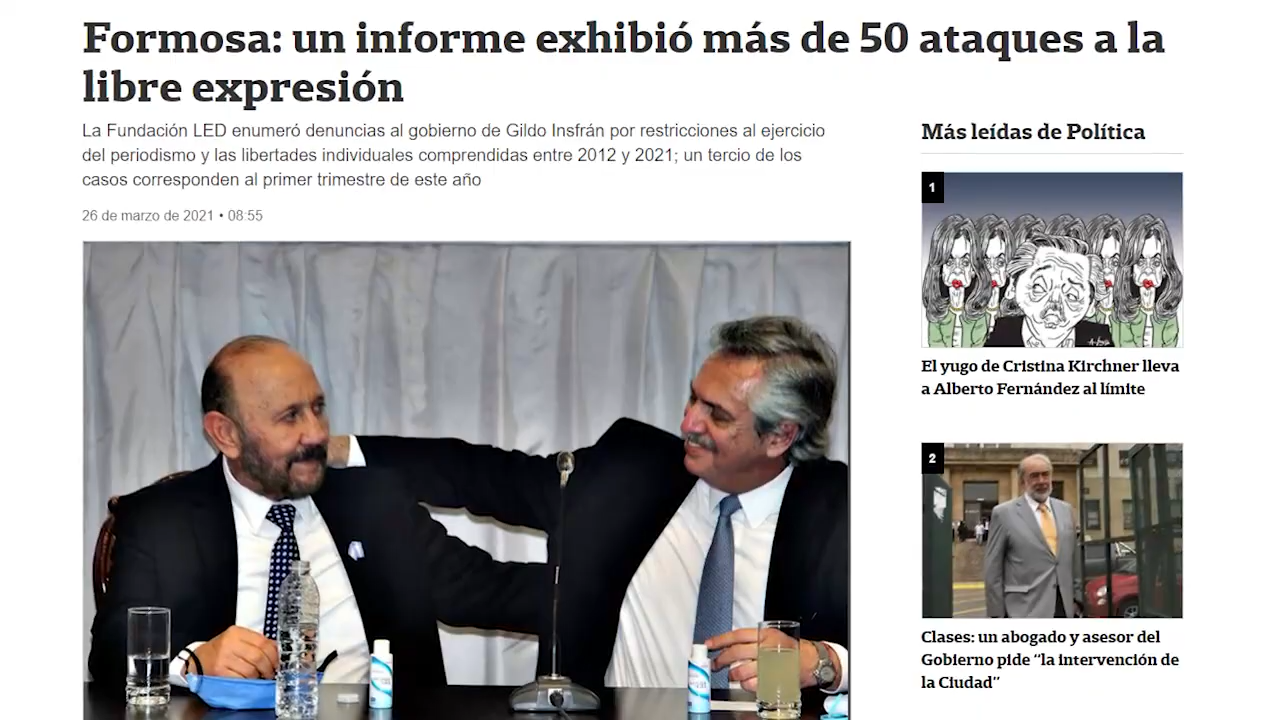 Formosa: un informe exhibió más de 50 ataques a la
libre expresión
La Fundación LED enumeró denuncias al gobierno de Gildo Insfrán por restricciones al ejercicio
del periodismo y las libertades individuales comprendidas entre 2012 y 2021; un tercio de los
casos corresponden al primer trimestre de este año
26 de marzo de 2021 • 08:55
Más leídas de Política
1
El yugo de Cristina Kirchner lleva
a Alberto Fernández al límite
2
Clases: un abogado y asesor del
Gobierno pide “la intervención de
la Ciudad”